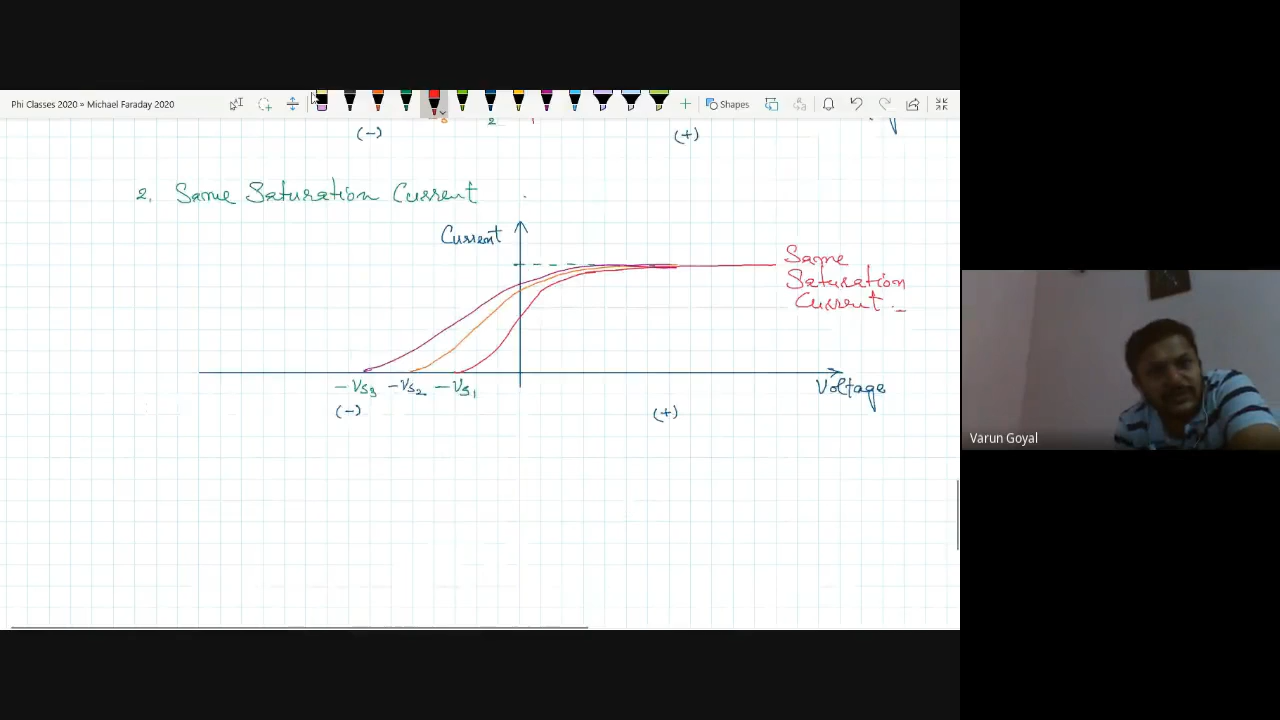 Phi Classes 2020 » Michael Faraday 2020
Shapes
2
(-)
(+)
2. Same Saturation Current
Current
Same
Saturation
Current
-Vs3 -Vs2 -Vs1
Voltage
(-)
(+)
Varun Goyal